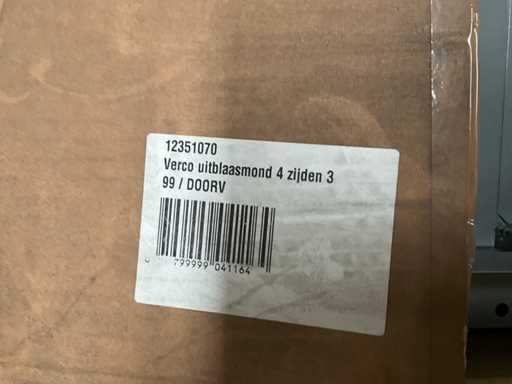 12351070
Verco uitblaasmond 4 zijden 3
99 / DOORV
799999 041164